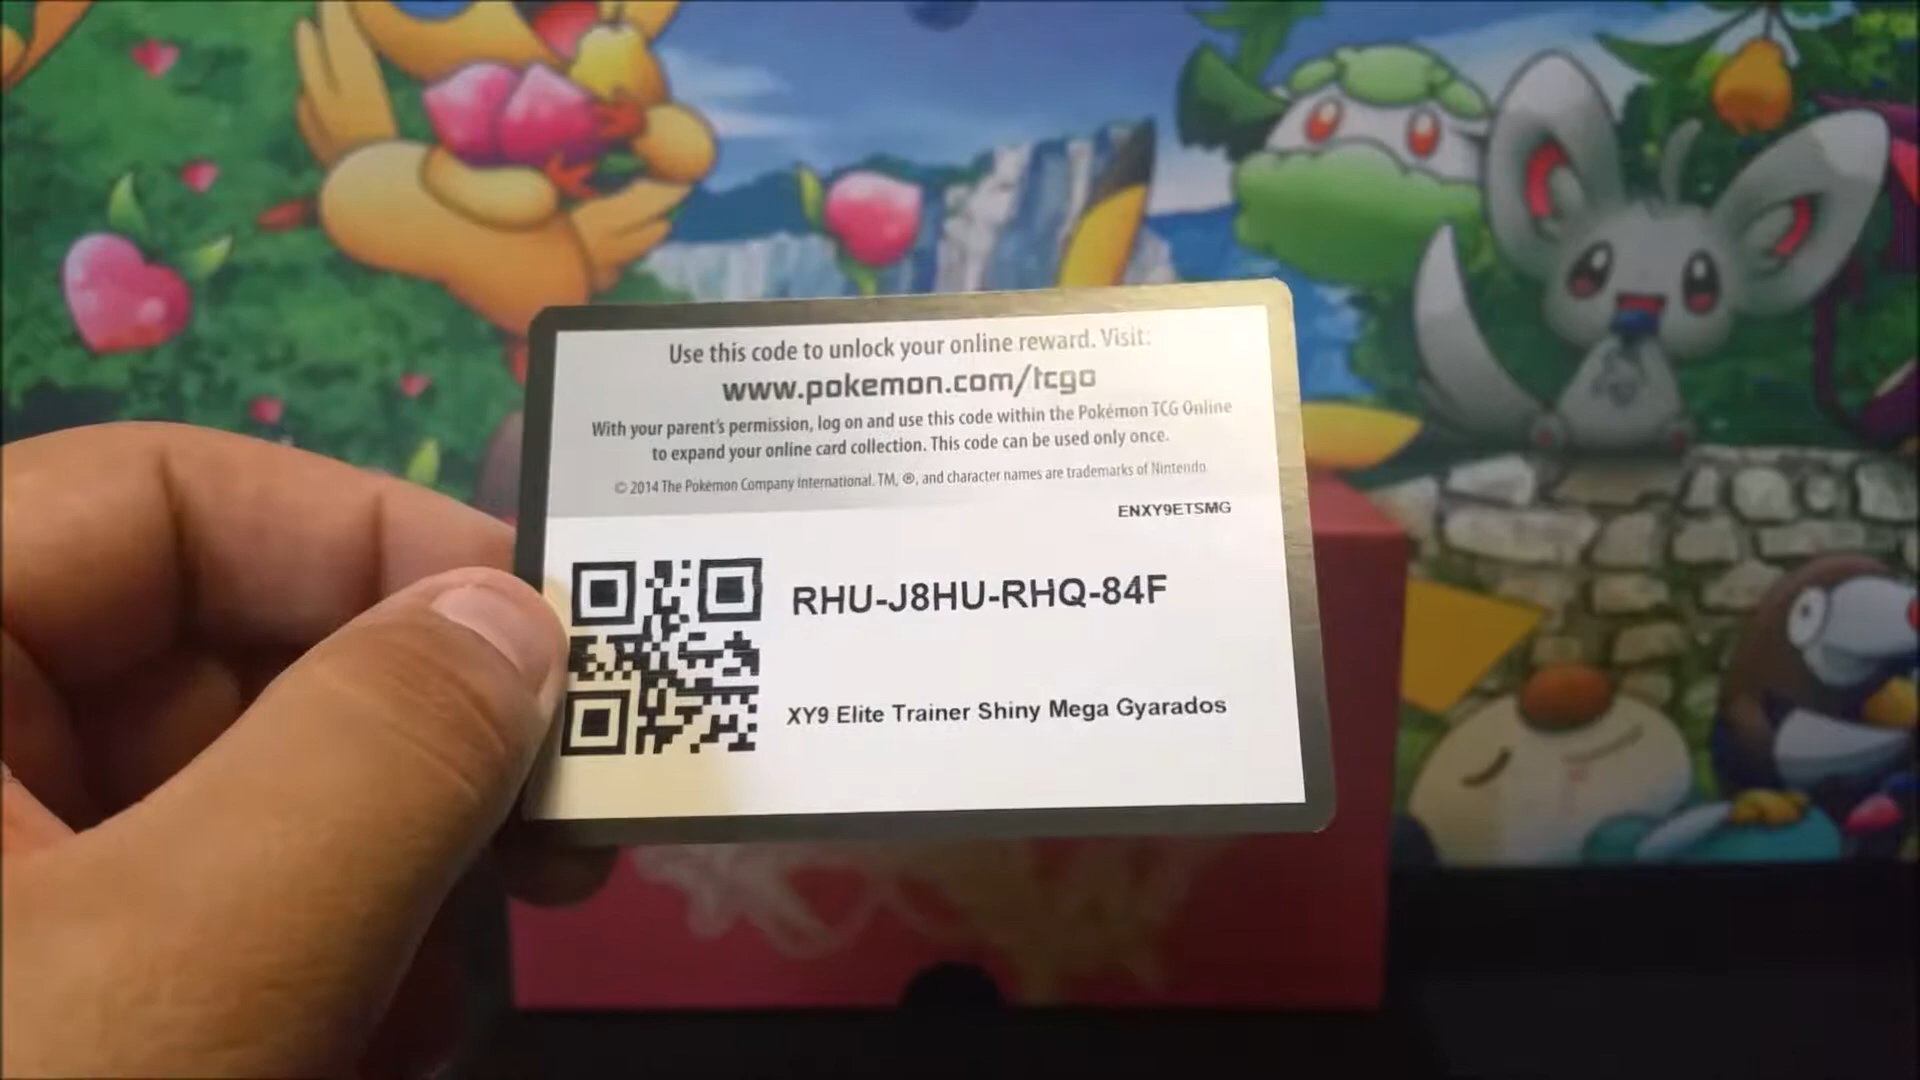 Use this code to unlock your online reward. Visit:
www.pokemon.com/tcgo
With your parent's permission, log on and use this code within the Pokémon TCG Online
to expand your online card collection. This code can be used only once.
© 2014 The Pokémon Company International. TM, ®, and character names are trademarks of Nintendo.
ENXY9ETSMG
RHU-J8HU-RHQ-84F
XY9 Elite Trainer Shiny Mega Gyarados